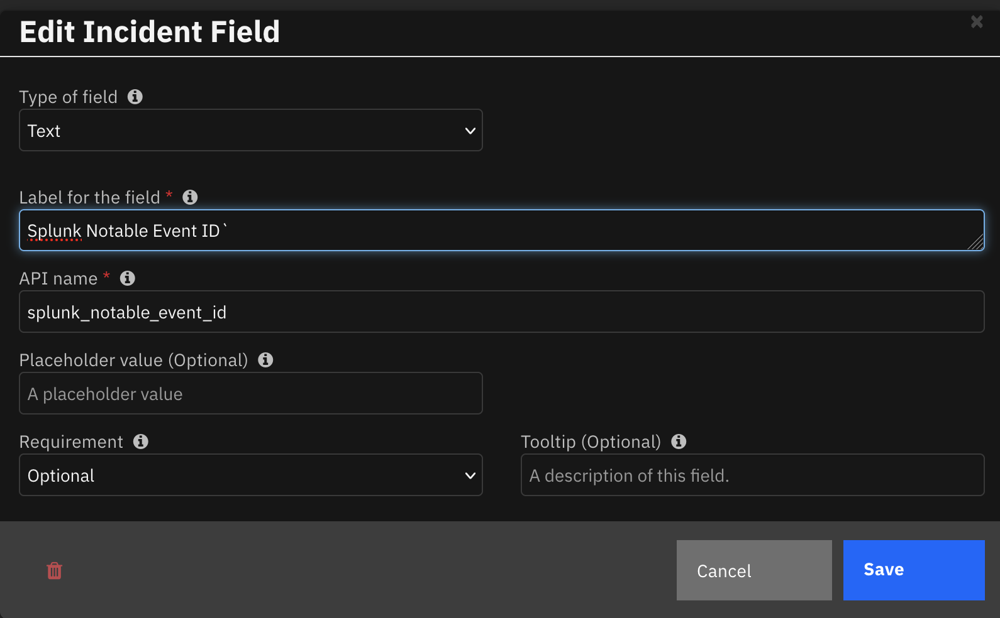 Edit Incident Field
Type of field
Text
Label for the field *
Splunk Notable Event ID`
API name *
splunk_notable_event_id
Placeholder value (Optional)
A placeholder value
Requirement
Optional
Tooltip (Optional)
A description of this field.
Cancel
Save